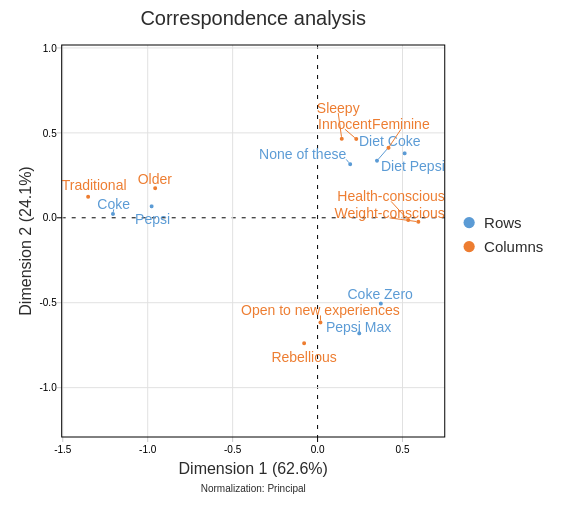 Correspondence analysis
1.0
Sleepy
Innocent Feminine
0.5
Diet Coke
None of these
Diet Pepsi
Older
Traditional
Health-conscious
Coke
Weight-conscious
0.0
Pepsi
Rows
Columns
Coke Zero
-0.5
Open to new experiences
Pepsi Max
Rebellious
-1.0
Dimension 2 (24.1%)
-1.5 -1.0 -0.5 0.0 0.5
Dimension 1 (62.6%)
Normalization: Principal